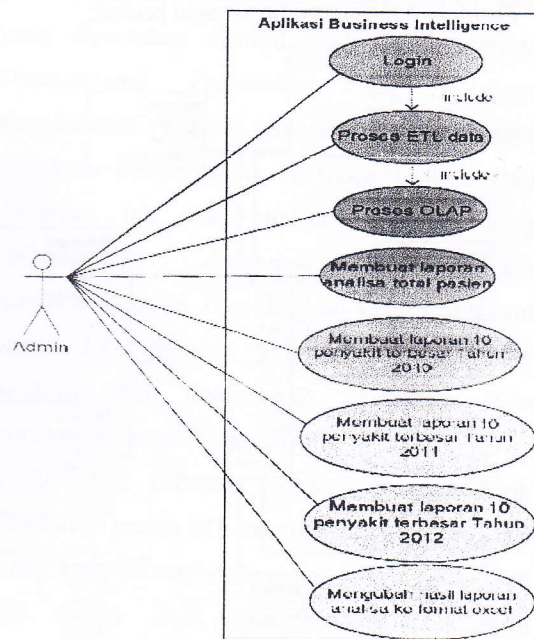 Aplikasi Business Intelligence
Login
include
Proses ETL data
include
Proses OLAP
Membuat laporan
analisa total pasien
Admin
Membuat laporan 10
penyakit terbesar Tahun
2010
Membuat laporan 10
penyakit terbesar Tahun
2011
Membuat laporan 10
penyakit terbesar Tahun
2012
Mengubah hasil laporan
analisa ke format excel